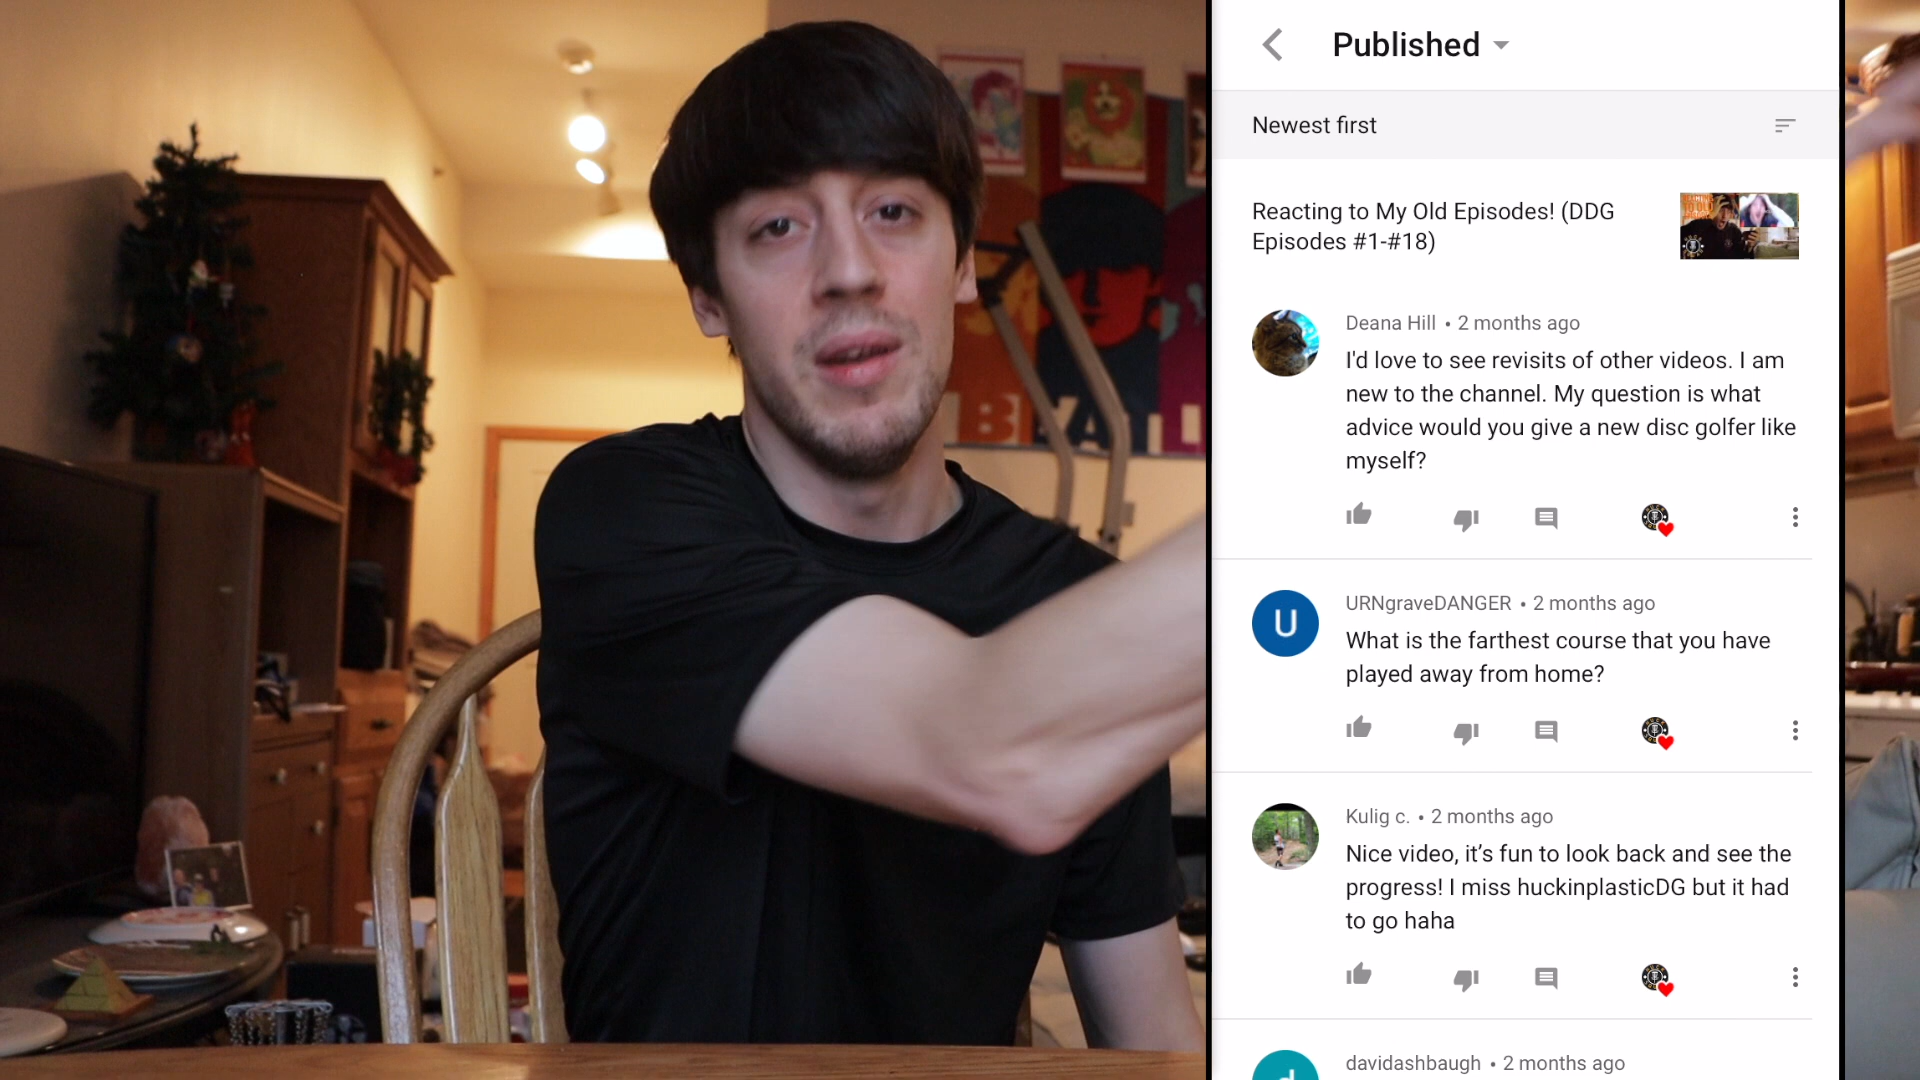 Published
Newest first
Reacting to My Old Episodes! (DDG
Episodes #1-#18)
Deana Hill • 2 months ago
I'd love to see revisits of other videos. I am
new to the channel. My question is what
advice would you give a new disc golfer like
myself?
U
URNgraveDANGER • 2 months ago
What is the farthest course that you have
played away from home?
Kulig c. • 2 months ago
Nice video, it’s fun to look back and see the
progress! I miss huckinplasticDG but it had
to go haha
davidashbaugh • 2 months ago